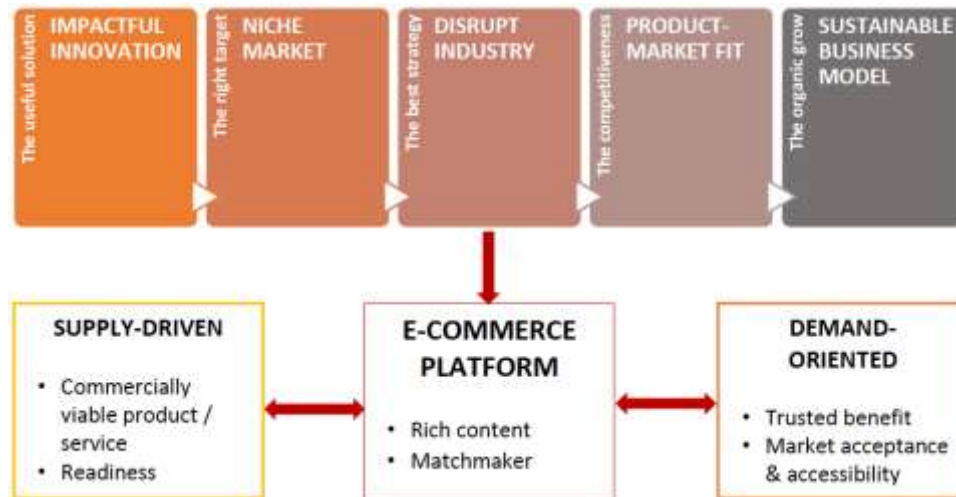 The useful solution
IMPACTFUL
INNOVATION
The right target
NICHE
MARKET
The best strategy
DISRUPT
INDUSTRY
The competitiveness
PRODUCT-
MARKET FIT
The organic grow
SUSTAINABLE
BUSINESS
MODEL
SUPPLY-DRIVEN
• Commercially
viable product /
service
• Readiness
E-COMMERCE
PLATFORM
• Rich content
• Matchmaker
DEMAND-
ORIENTED
• Trusted benefit
• Market acceptance
& accessibility